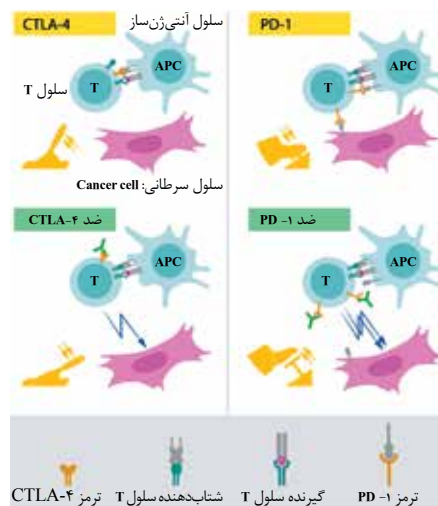 CTLA-4
سلول آنتی‌ژن‌ساز
PD-1
APC
T
سلول T
APC
T
سلول سرطانی: Cancer cell
ضد CTLA-۴
ضد PD -۱
APC
T
APC
T
ترمز CTLA-۴
شتاب‌دهنده سلول T
گیرنده سلول T
ترمز PD -۱